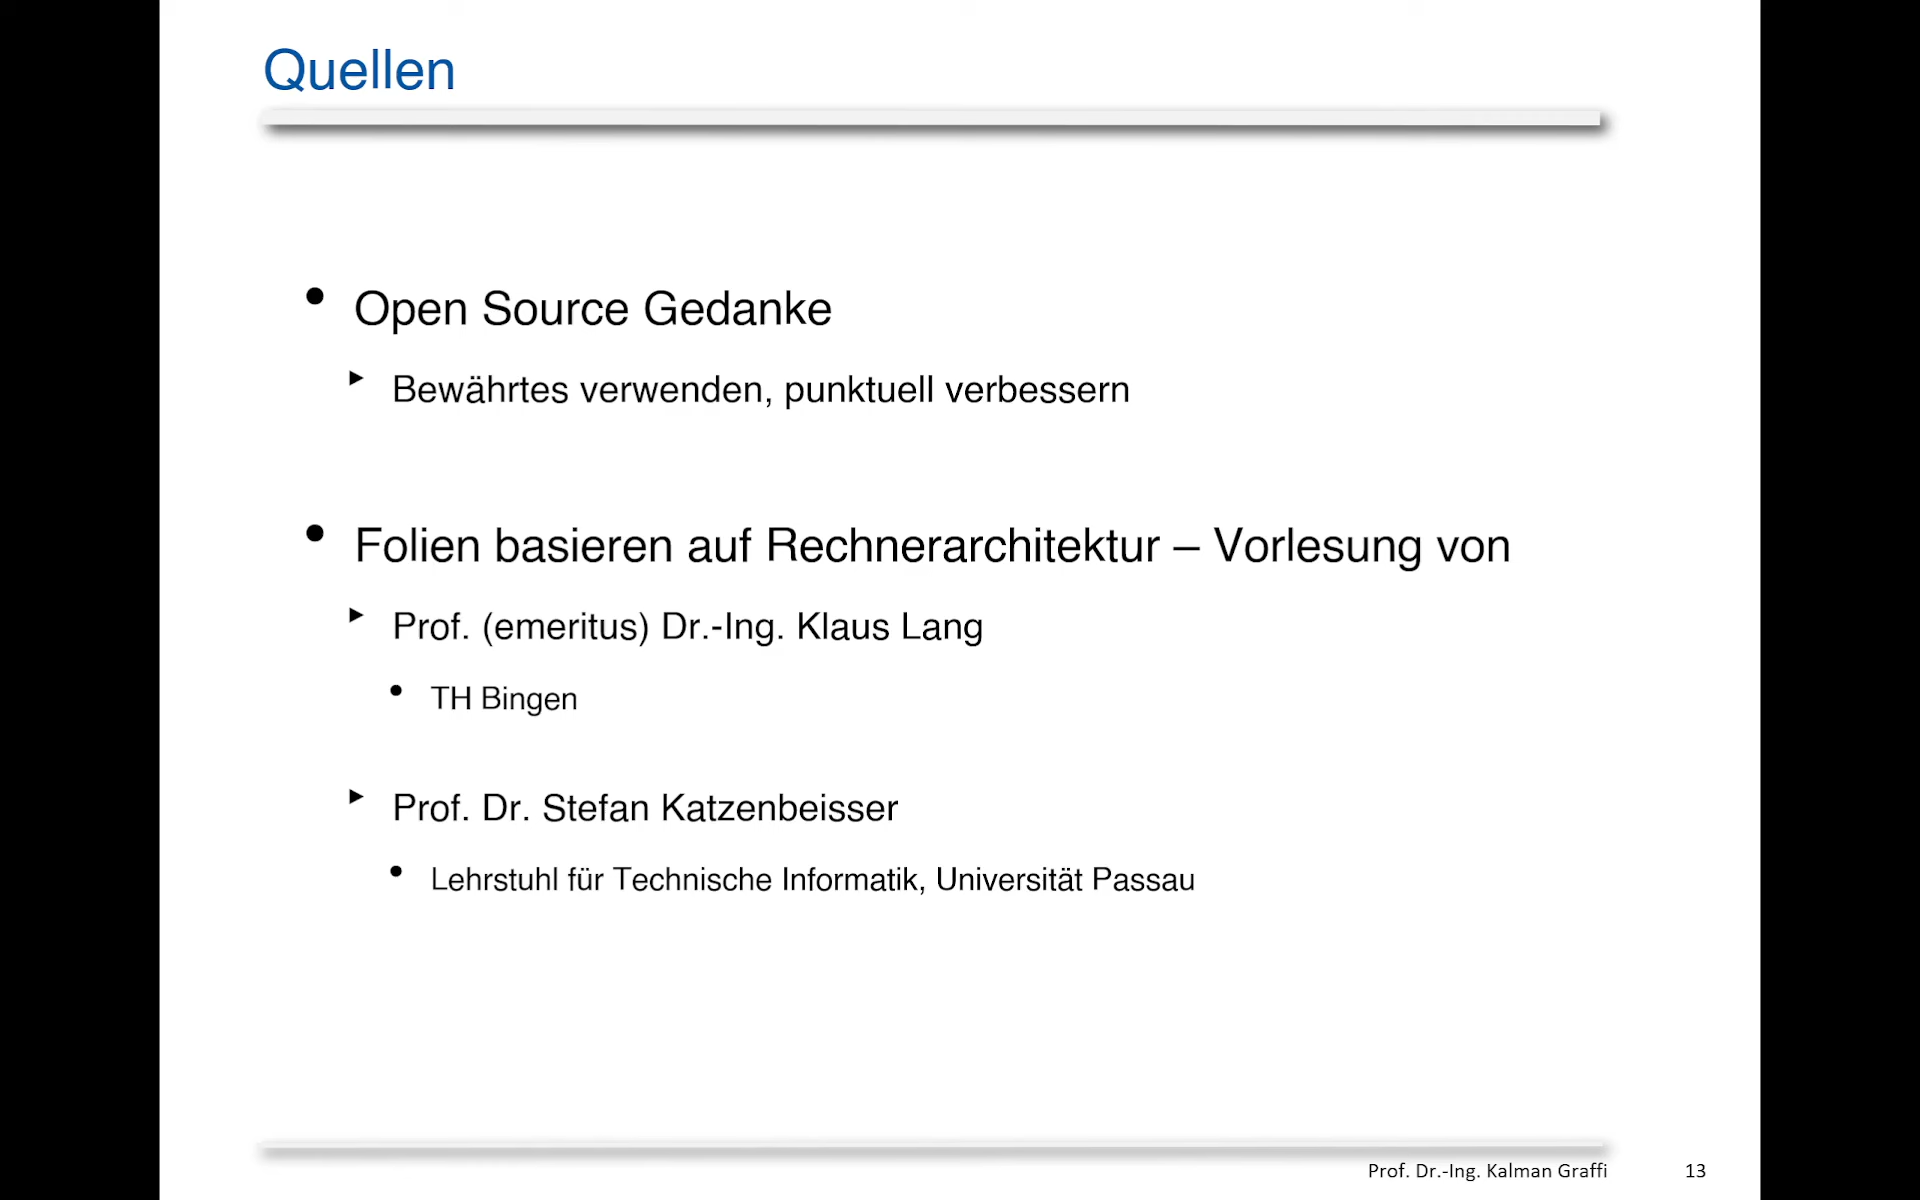 Quellen
• Open Source Gedanke
▸ Bewährtes verwenden, punktuell verbessern
• Folien basieren auf Rechnerarchitektur – Vorlesung von
▸ Prof. (emeritus) Dr.-Ing. Klaus Lang
• TH Bingen
▸ Prof. Dr. Stefan Katzenbeisser
• Lehrstuhl für Technische Informatik, Universität Passau
Prof. Dr.-Ing. Kalman Graffi 13